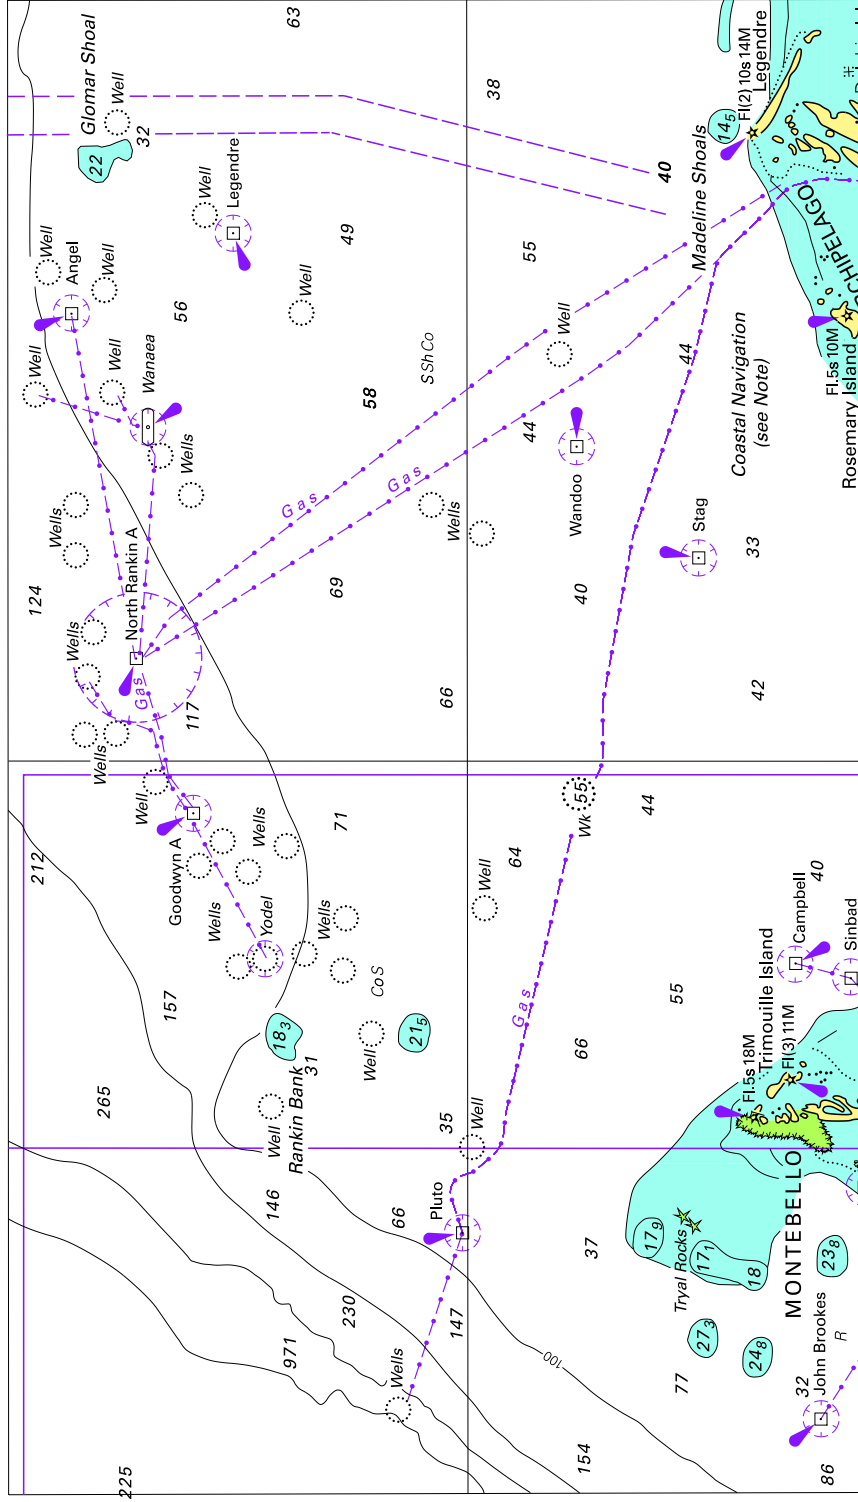 225
971
230
146
265
212
157
124
Wells
Wells
Wells
Well
Goodwyn A
Wells
Wells
Yodel
Wells
71
117
North Rankin A
Gas
Well
Well
Angel
Well
Well
Well
Glomar Shoal
22
32
Wanaea
Wells
56
Well
Legendre
63
49
38
Well
SShCo
58
Gas
Gas
69
CoS
Well
18₃
31
Rankin Bank
Well
21₅
35
Well
Pluto
66
147
Wells
100
154
77
37
66
Gas
64
Well
Wk
55
66
Wells
44
Well
55
40
Wandoo
40
Stag
33
42
44
44
Madeline Shoals
14₅
Fl(2) 10s 14M
Legendre
Coastal Navigation
(see Note)
Fl.5s 10M
Rosemary Island
CHIPELAGO
55
40
Campbell
Sinbad
Trimouille Island
Fl.5s 18M
Fl(3) 11M
MONTEBELLO
Tryal Rocks
17₉
17₁
18
27₃
24₈
23₈
R
32
John Brookes
86